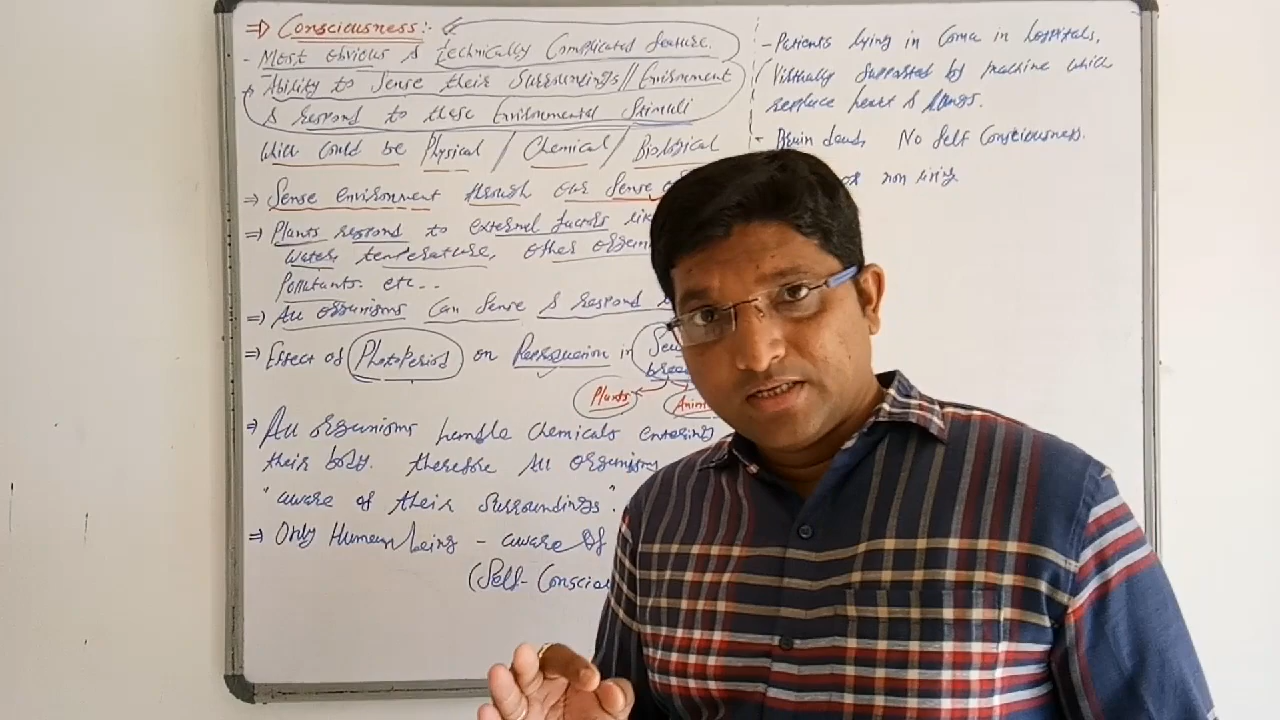 ⇒ Consciousness:-
- Most obvious & technically Complicated feature.
Ability to Sense their Surroundings // Environment
& respond to these Environmental Stimuli
which could be Physical / Chemical / Biological
⇒ Sense environment through our Sense
⇒ Plants respond to external factors
water, temperature, other
Pollutants. etc..
⇒ All organisms Can Sense & respond
⇒ Effect of PhotoPeriod on Reproduction in
Plants
⇒ All organisms handle Chemicals entering
their body. therefore All organisms
"aware of their Surroundings".
⇒ Only Human being - aware of
(Self-
- Patients lying in Coma in hospitals,
Virtually Supported by machine which
replace heart & lungs.
- Brain dead, No Self Consciousness.
or non living